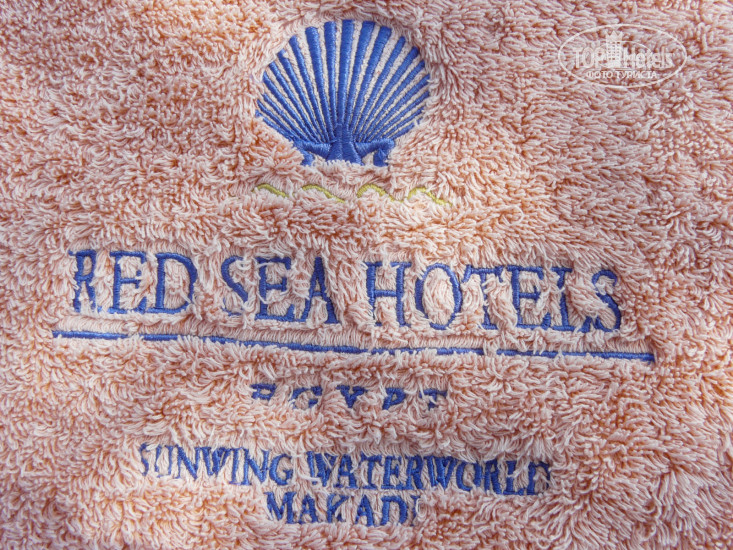 TOPHotels
ФОТО ТУРИСТА
RED SEA HOTELS
EGYPT
SUNWING WATERWORLD
MAKADI